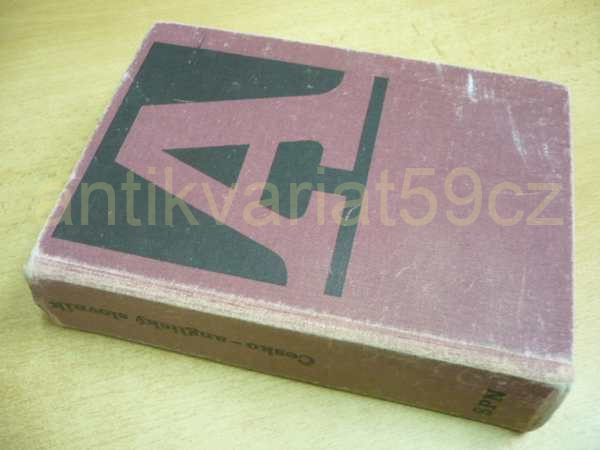 A
antikvariat59cz
Česko – anglický slovník
SPN